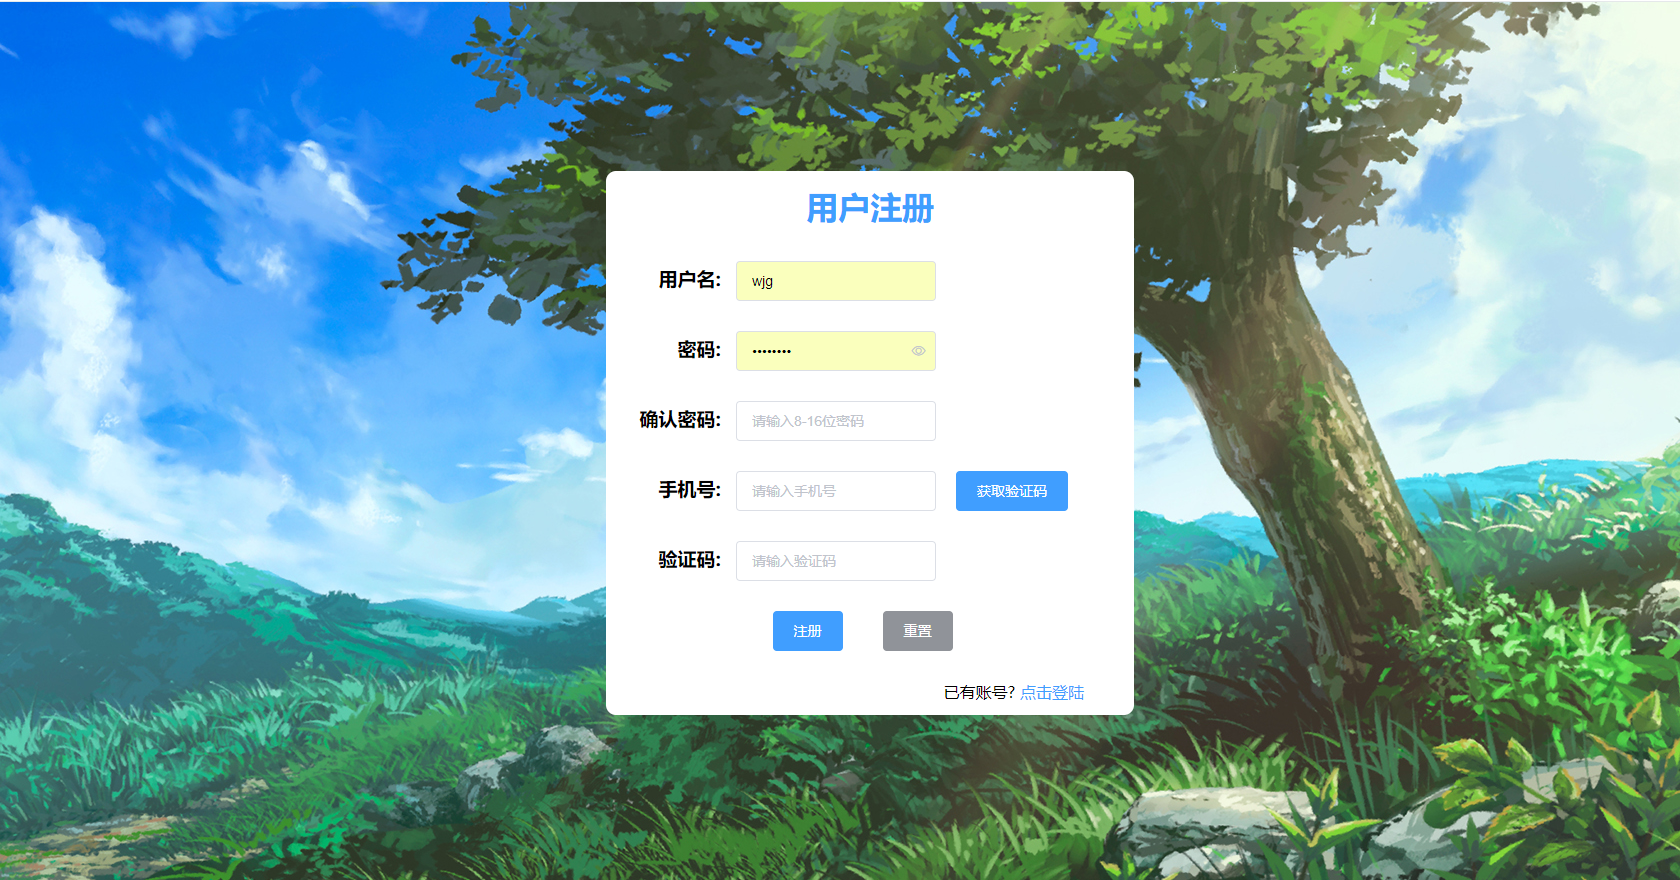 用户注册
用户名: wjg
密码: ••••••••
确认密码: 请输入8-16位密码
手机号: 请输入手机号 获取验证码
验证码: 请输入验证码
注册 重置
已有账号? 点击登陆